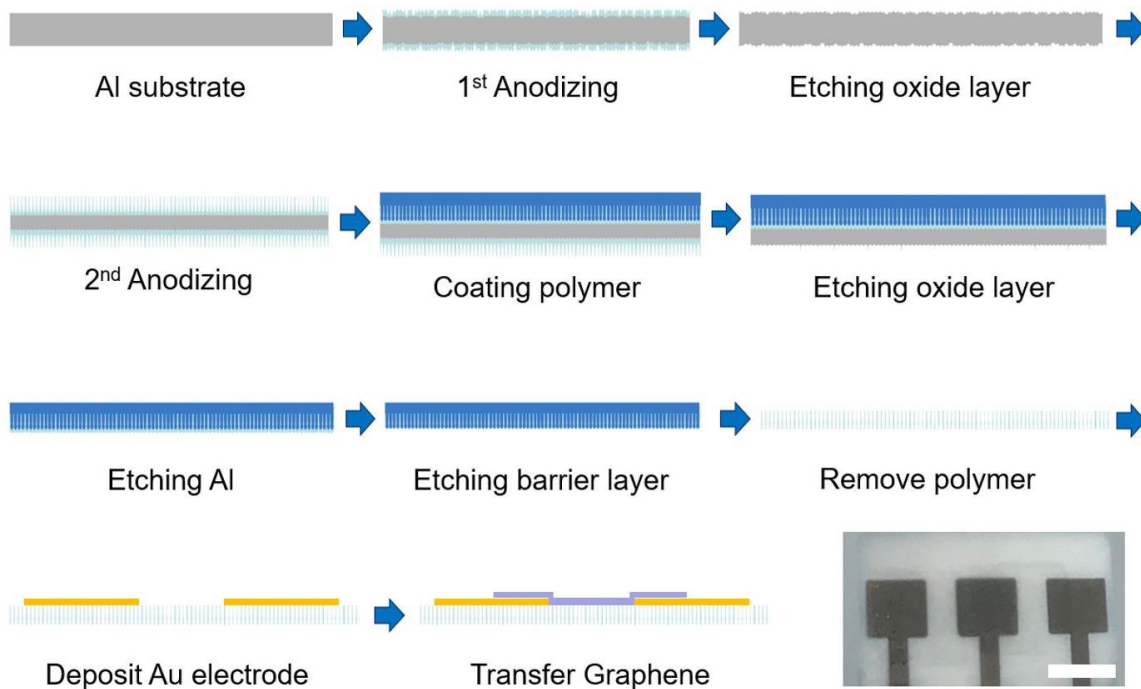 Al substrate
1st Anodizing
Etching oxide layer
2nd Anodizing
Coating polymer
Etching oxide layer
Etching Al
Etching barrier layer
Remove polymer
Deposit Au electrode
Transfer Graphene